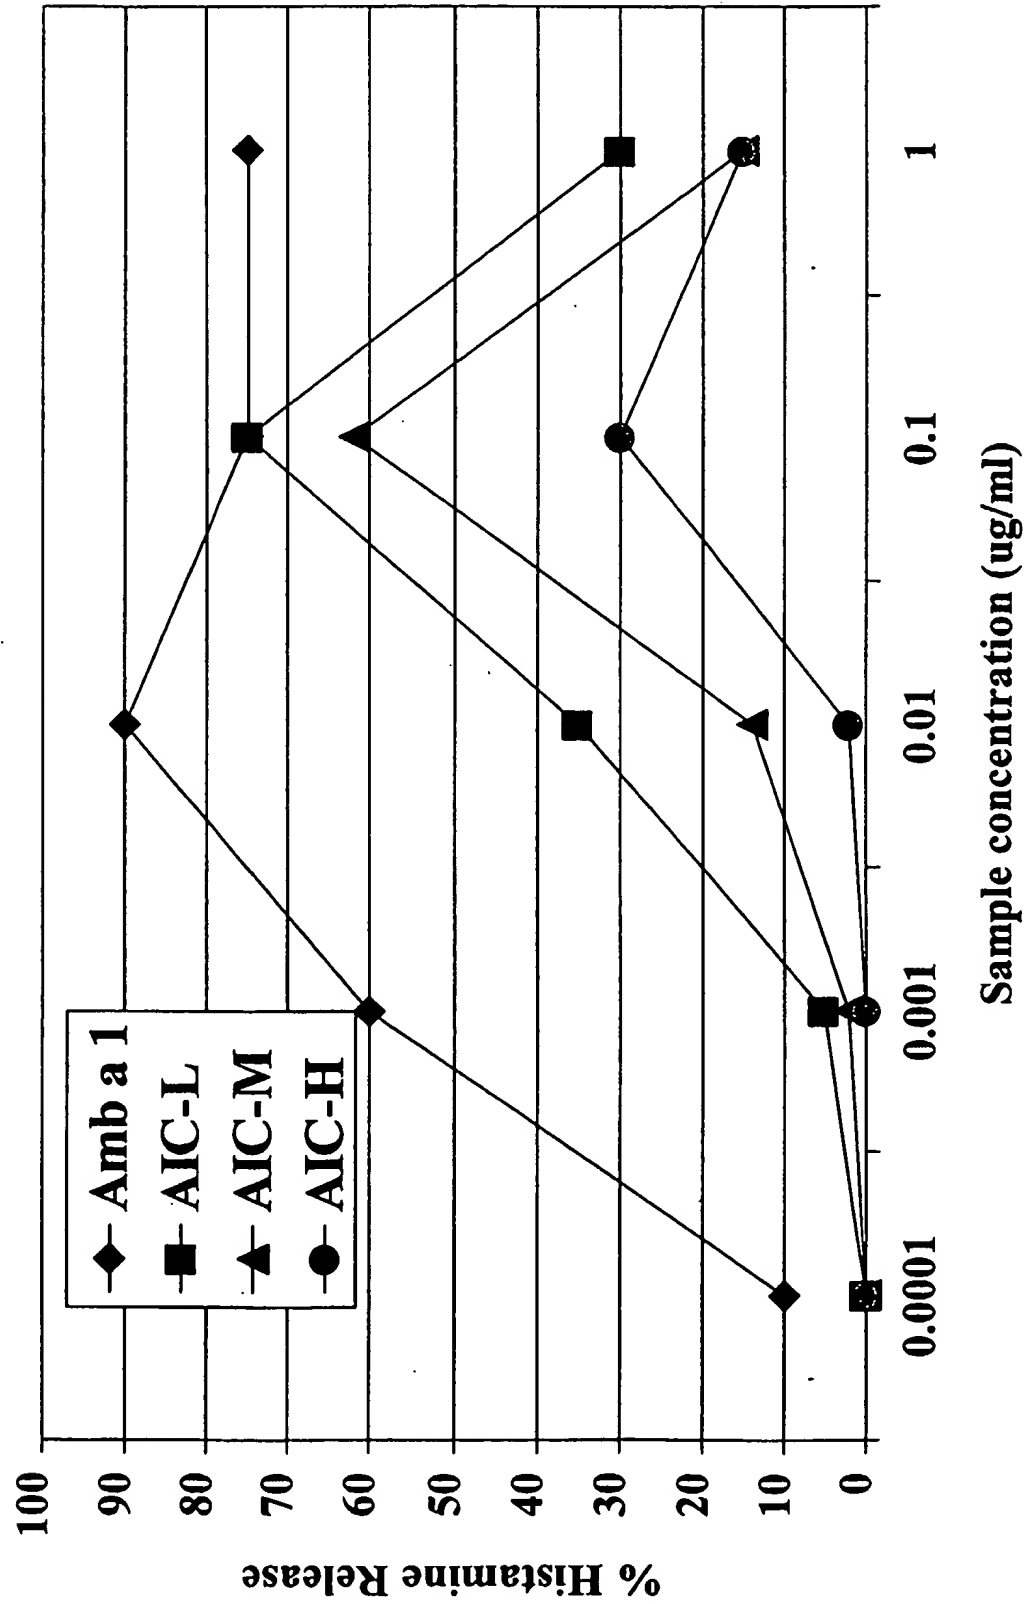 % Histamine Release
100
90
80
70
60
50
40
30
20
10
0
Amb a 1
AIC-L
AIC-M
AIC-H
0.0001
0.001
0.01
0.1
1
Sample concentration (ug/ml)